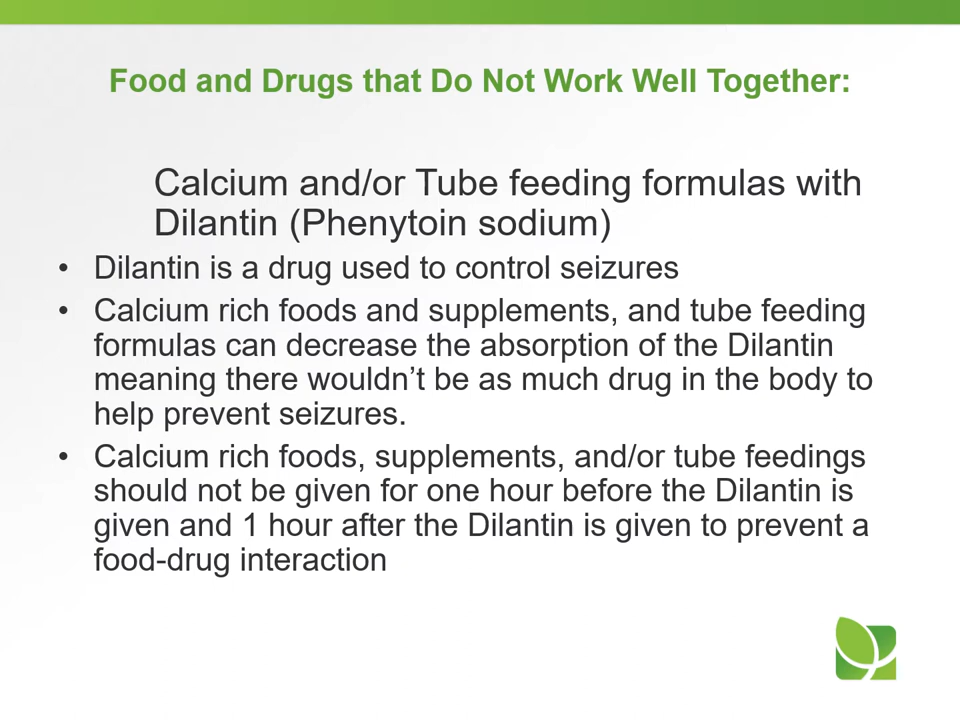 Food and Drugs that Do Not Work Well Together:
Calcium and/or Tube feeding formulas with
Dilantin (Phenytoin sodium)
• Dilantin is a drug used to control seizures
• Calcium rich foods and supplements, and tube feeding
formulas can decrease the absorption of the Dilantin
meaning there wouldn’t be as much drug in the body to
help prevent seizures.
• Calcium rich foods, supplements, and/or tube feedings
should not be given for one hour before the Dilantin is
given and 1 hour after the Dilantin is given to prevent a
food-drug interaction